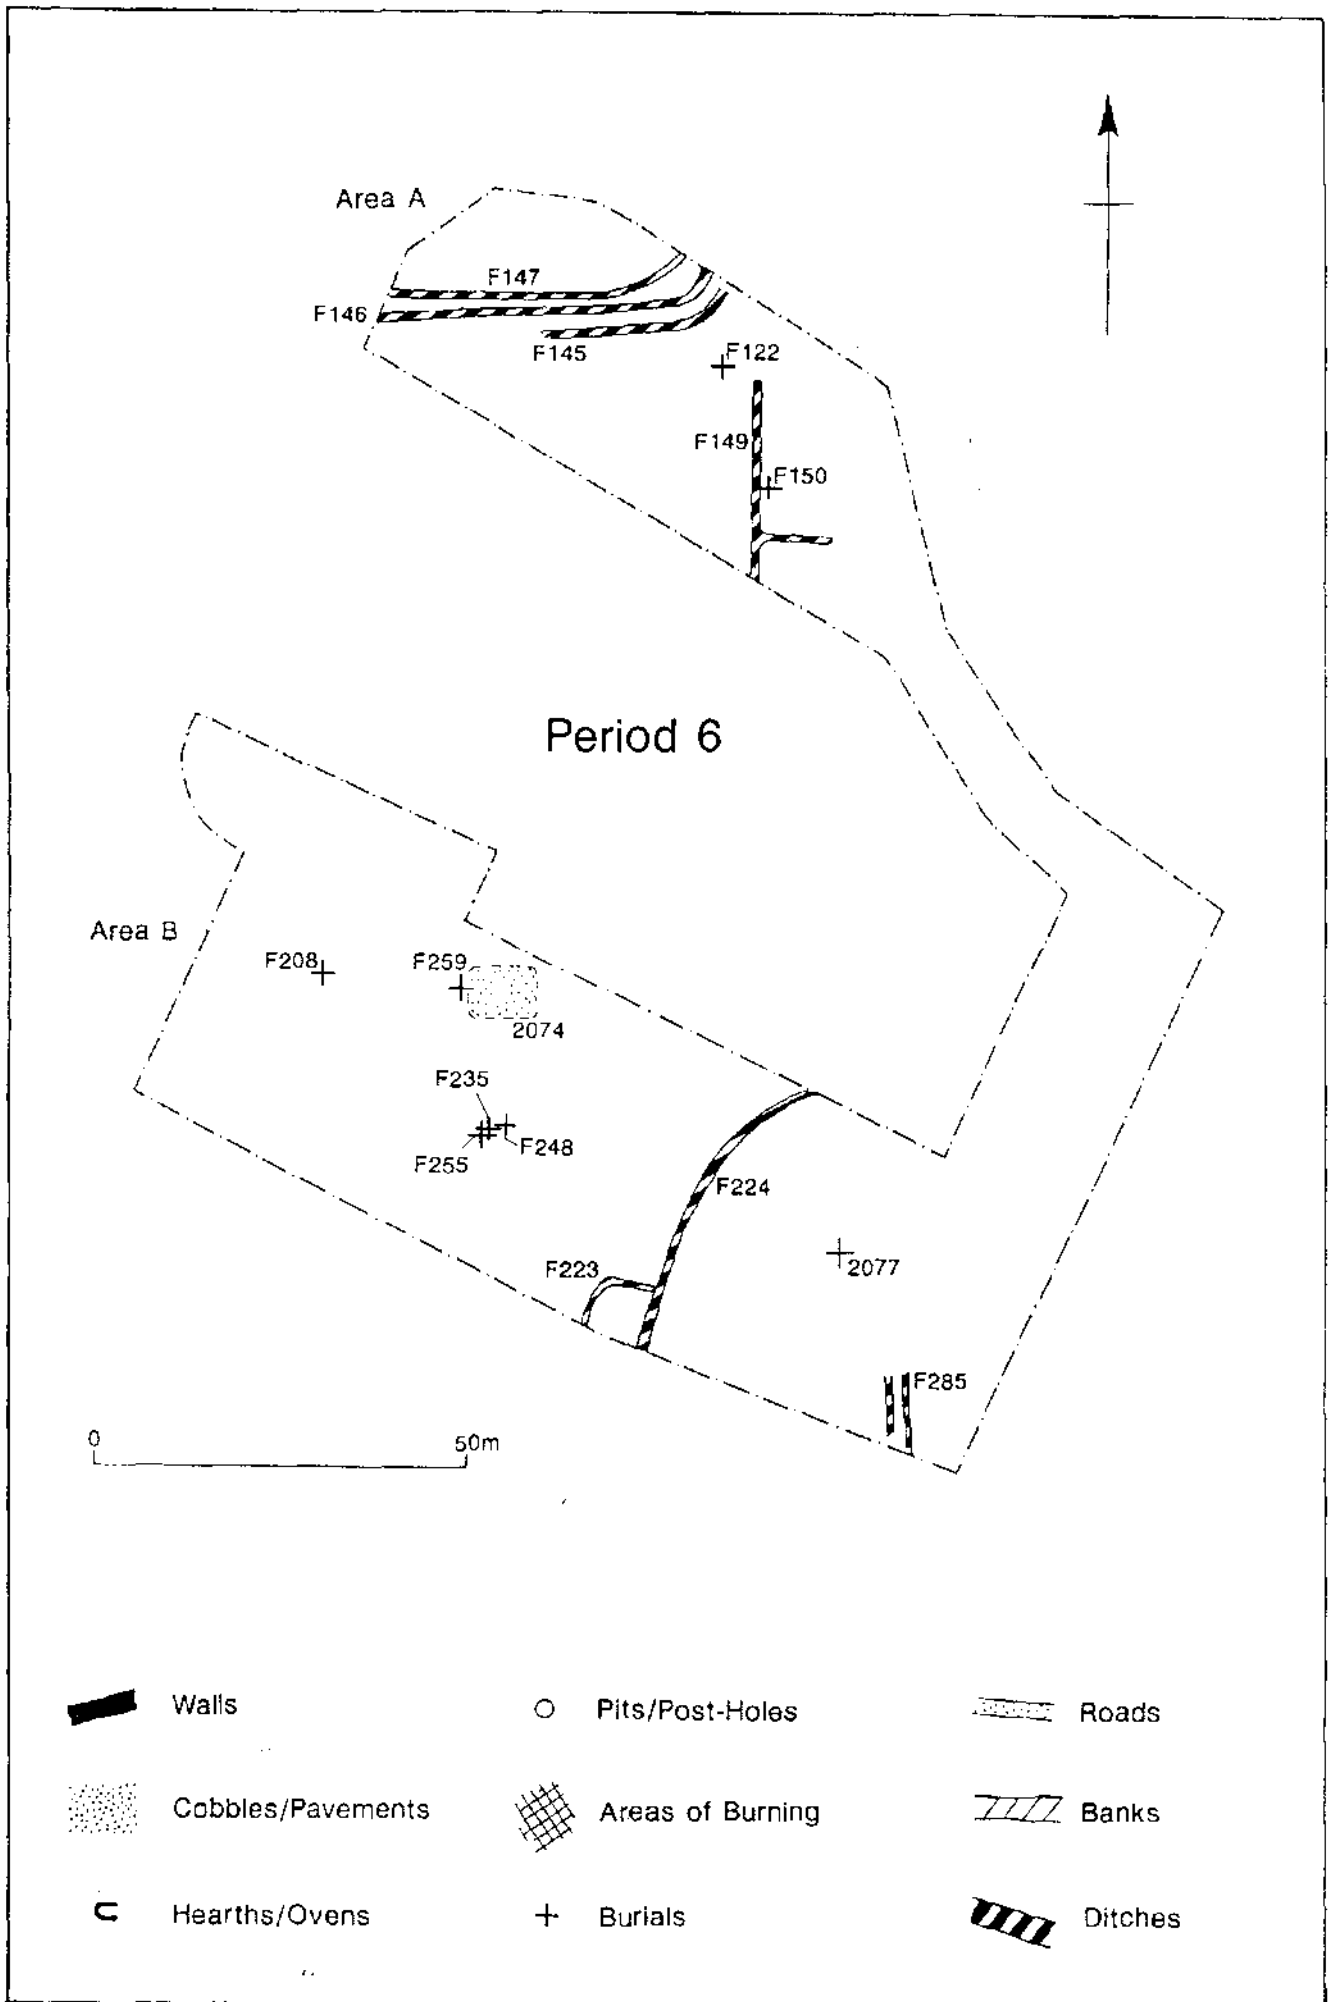 Area A
F147
F146
F145
F122
F149
F150
Period 6
Area B
F208
F259
2074
F235
F248
F255
F224
F223
2077
F285
0
50m
Walls
Pits/Post-Holes
Roads
Cobbles/Pavements
Areas of Burning
Banks
Hearths/Ovens
Burials
Ditches